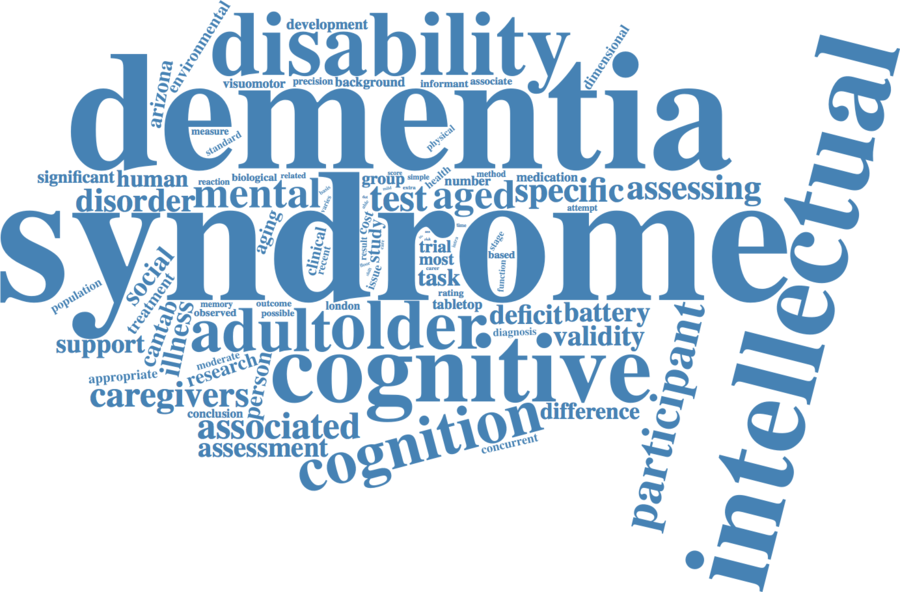 development
disability
environmental
dimensional
arizona
visuomotor
precision
background
informant
associate
dementia
measure
standard
physical
significant
human
reaction
biological
related
group
score
simple
health
number
method
medication
disorder
mental
test
aged
specific
assessing
attempt
syndrome
intellectual
aging
clinical
recent
result
cost
issue
study
trial
most
task
rating
time
stage
based
function
population
social
treatment
cantab
illness
memory
observed
outcome
possible
london
tabletop
support
adult
older
deficit
battery
diagnosis
validity
appropriate
moderate
research
person
cognitive
participant
caregivers
conclusion
associated
assessment
cognition
concurrent
difference